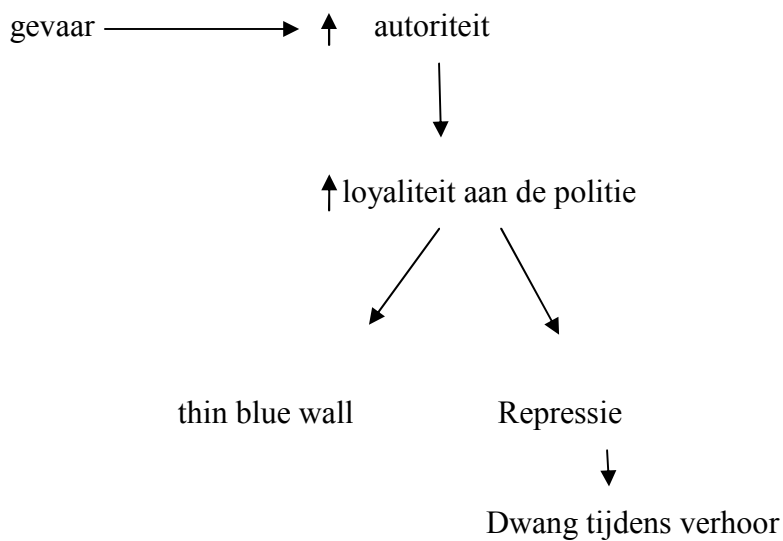 gevaar autoriteit
loyaliteit aan de politie
thin blue wall Repressie
Dwang tijdens verhoor